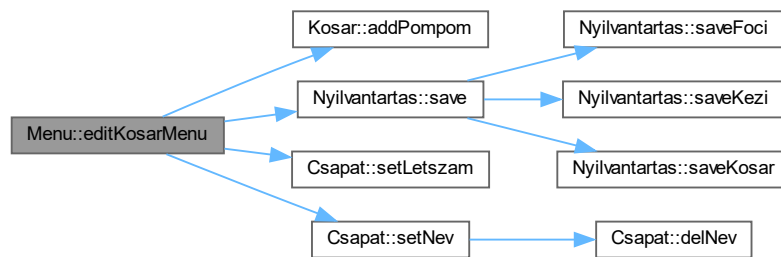 Kosar::addPompom
Nyilvantartas::saveFoci
Nyilvantartas::save
Nyilvantartas::saveKezi
Menu::editKosarMenu
Csapat::setLetszam
Nyilvantartas::saveKosar
Csapat::setNev
Csapat::delNev